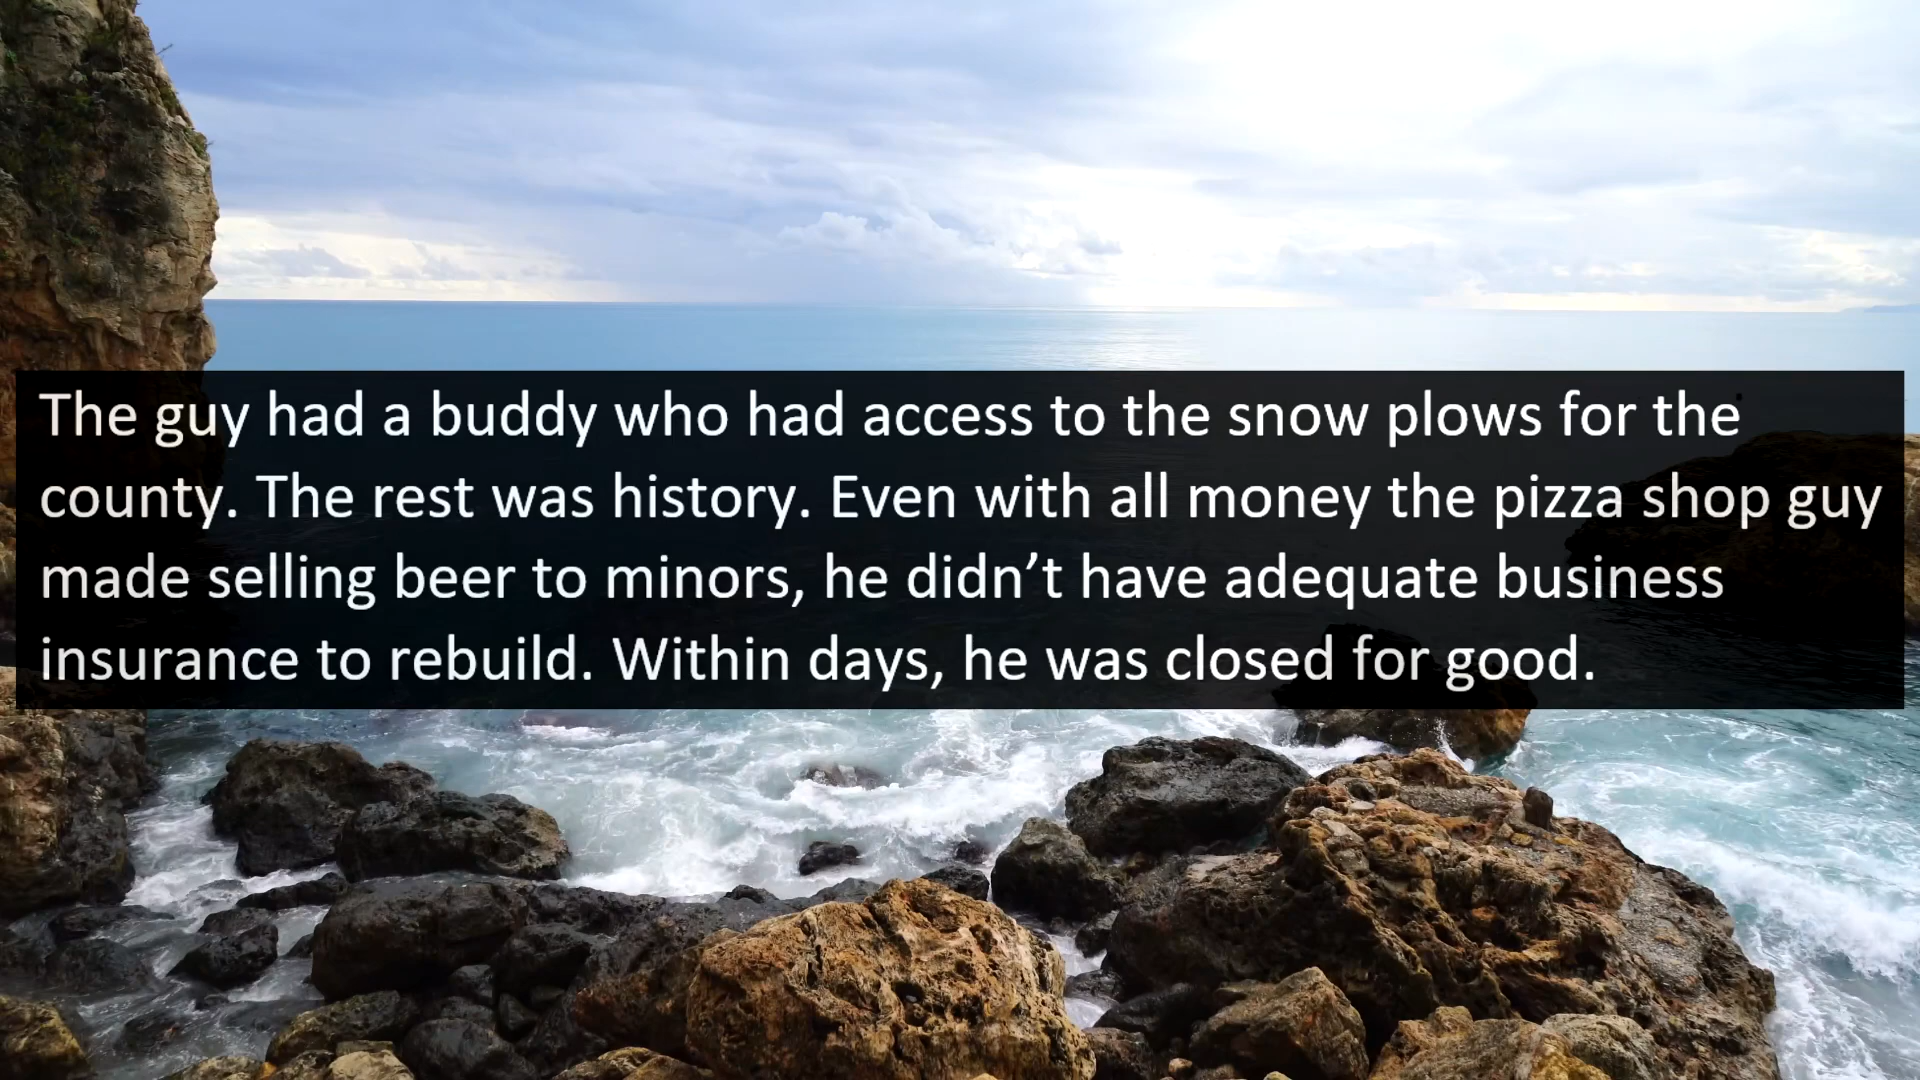 The guy had a buddy who had access to the snow plows for the
county. The rest was history. Even with all money the pizza shop guy
made selling beer to minors, he didn’t have adequate business
insurance to rebuild. Within days, he was closed for good.